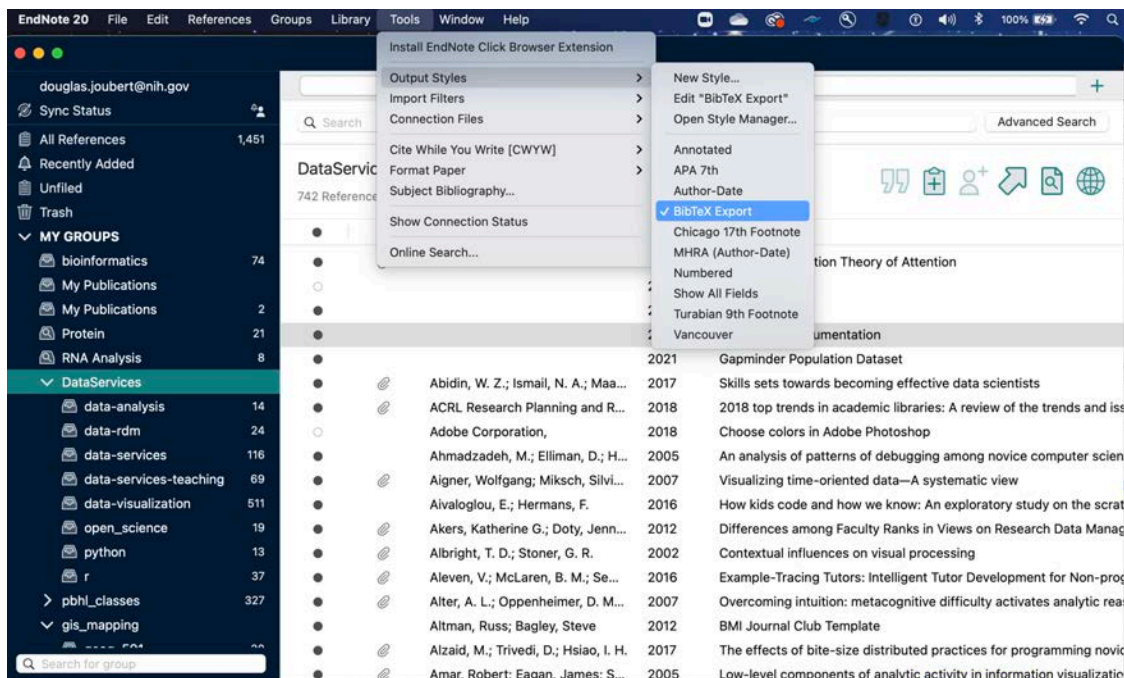 EndNote 20 File Edit References Groups Library Tools Window Help 100%
Install EndNote Click Browser Extension
Output Styles
Import Filters
Connection Files
Cite While You Write [CWYW]
Format Paper
Subject Bibliography...
Show Connection Status
Online Search...
New Style...
Edit "BibTeX Export"
Open Style Manager...
Annotated
APA 7th
Author-Date
✓ BibTeX Export
Chicago 17th Footnote
MHRA (Author-Date)
Numbered
Show All Fields
Turabian 9th Footnote
Vancouver
douglas.joubert@nih.gov
Sync Status
All References 1,451
Recently Added
Unfiled
Trash
MY GROUPS
bioinformatics 74
My Publications
My Publications 2
Protein 21
RNA Analysis 8
DataServices
data-analysis 14
data-rdm 24
data-services 116
data-services-teaching 69
data-visualization 511
open_science 19
python 13
r 37
pbhl_classes 327
gis_mapping
Search for group
Search
Advanced Search
DataServic
742 Reference
tion Theory of Attention
umentation
2021 Gapminder Population Dataset
Abidin, W. Z.; Ismail, N. A.; Maa... 2017 Skills sets towards becoming effective data scientists
ACRL Research Planning and R... 2018 2018 top trends in academic libraries: A review of the trends and iss
Adobe Corporation, 2018 Choose colors in Adobe Photoshop
Ahmadzadeh, M.; Elliman, D.; H... 2005 An analysis of patterns of debugging among novice computer scien
Aigner, Wolfgang; Miksch, Silvi... 2007 Visualizing time-oriented data—A systematic view
Aivaloglou, E.; Hermans, F. 2016 How kids code and how we know: An exploratory study on the scrat
Akers, Katherine G.; Doty, Jenn... 2012 Differences among Faculty Ranks in Views on Research Data Manag
Albright, T. D.; Stoner, G. R. 2002 Contextual influences on visual processing
Aleven, V.; McLaren, B. M.; Se... 2016 Example-Tracing Tutors: Intelligent Tutor Development for Non-prog
Alter, A. L.; Oppenheimer, D. M... 2007 Overcoming intuition: metacognitive difficulty activates analytic reas
Altman, Russ; Bagley, Steve 2012 BMI Journal Club Template
Alzaid, M.; Trivedi, D.; Hsiao, I. H. 2017 The effects of bite-size distributed practices for programming novic
Amar, Robert; Eagan, James; S... 2005 Low-level components of analytic activity in information visualizatio